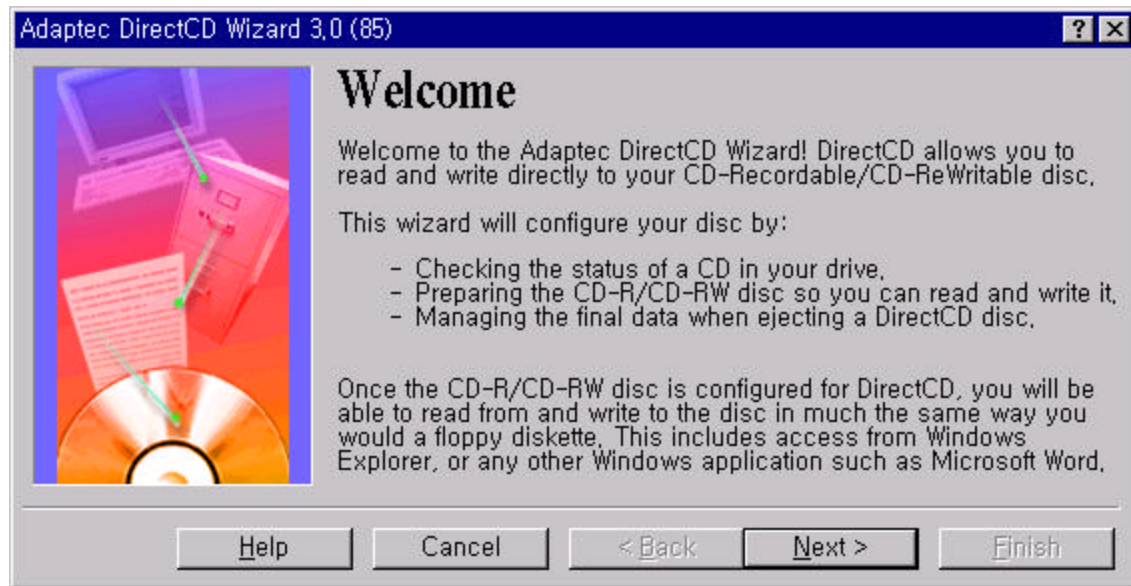 Adaptec DirectCD Wizard 3,0 (85)
Welcome
Welcome to the Adaptec DirectCD Wizard! DirectCD allows you to
read and write directly to your CD-Recordable/CD-ReWritable disc,
This wizard will configure your disc by:
- Checking the status of a CD in your drive,
- Preparing the CD-R/CD-RW disc so you can read and write it,
- Managing the final data when ejecting a DirectCD disc,
Once the CD-R/CD-RW disc is configured for DirectCD, you will be
able to read from and write to the disc in much the same way you
would a floppy diskette, This includes access from Windows
Explorer, or any other Windows application such as Microsoft Word,
Help Cancel < Back Next > Finish